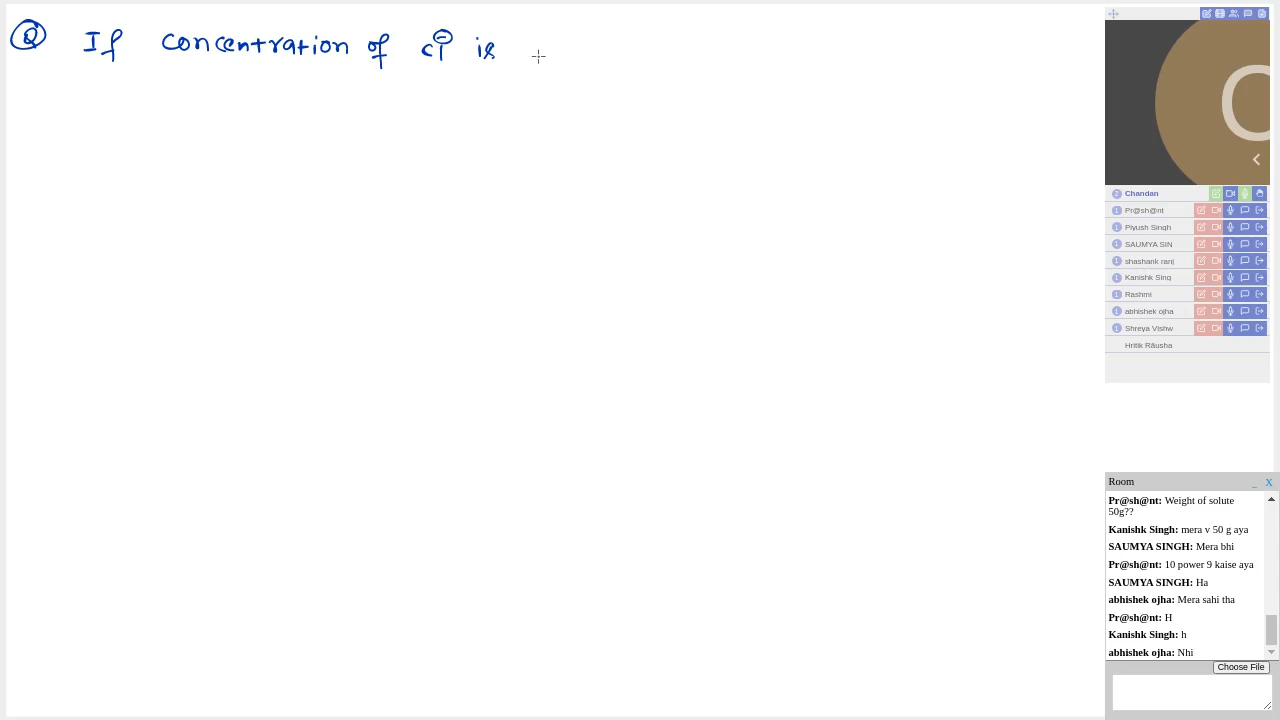 Q If concentration of Cl⊖ is
Chandan
Pr@sh@nt
Piyush Singh
SAUMYA SIN
shashank ranj
Kanishk Sing
Rashmi
abhishek ojha
Shreya Vishw
Hritik Räusha
Room _ X
Pr@sh@nt: Weight of solute
50g??
Kanishk Singh: mera v 50 g aya
SAUMYA SINGH: Mera bhi
Pr@sh@nt: 10 power 9 kaise aya
SAUMYA SINGH: Ha
abhishek ojha: Mera sahi tha
Pr@sh@nt: H
Kanishk Singh: h
abhishek ojha: Nhi
Choose File